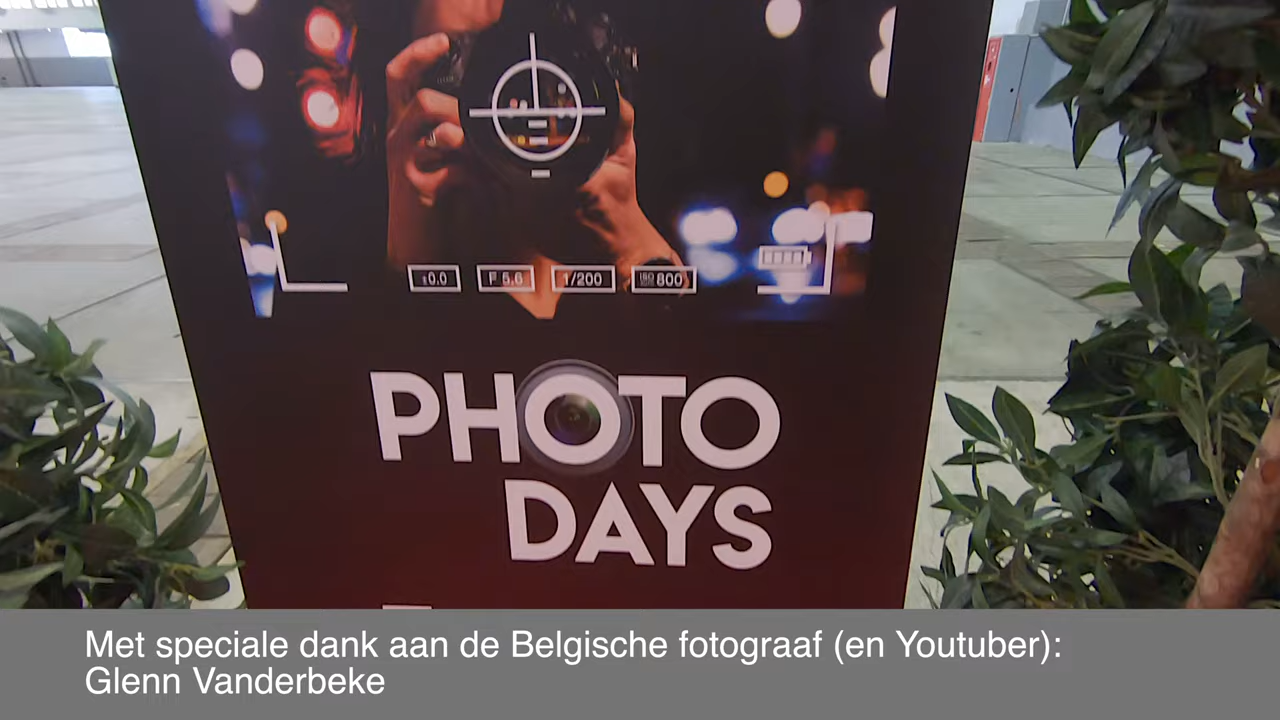 ±0.0 F 5.6 1/200 ISO 800
PHOTO
DAYS
Met speciale dank aan de Belgische fotograaf (en Youtuber):
Glenn Vanderbeke